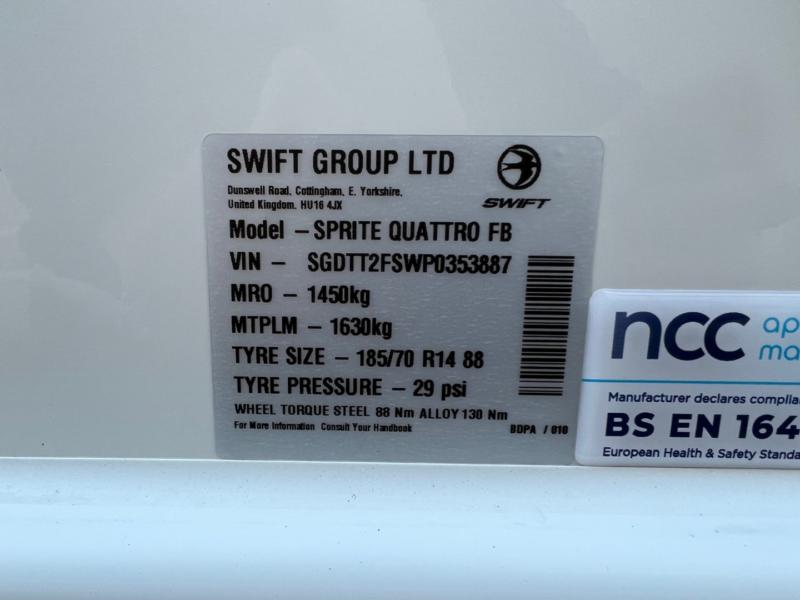 SWIFT GROUP LTD
Dunswell Road, Cottingham, E. Yorkshire,
United Kingdom. HU16 4JX
SWIFT
Model – SPRITE QUATTRO FB
VIN – SGDTT2FSWP0353887
MRO – 1450kg
MTPLM – 1630kg
TYRE SIZE – 185/70 R14 88
TYRE PRESSURE – 29 psi
WHEEL TORQUE STEEL 88 Nm ALLOY 130 Nm
For More Information Consult Your Handbook
BDPA / 010
ncc ap
ma
Manufacturer declares complia
BS EN 164
European Health & Safety Standa